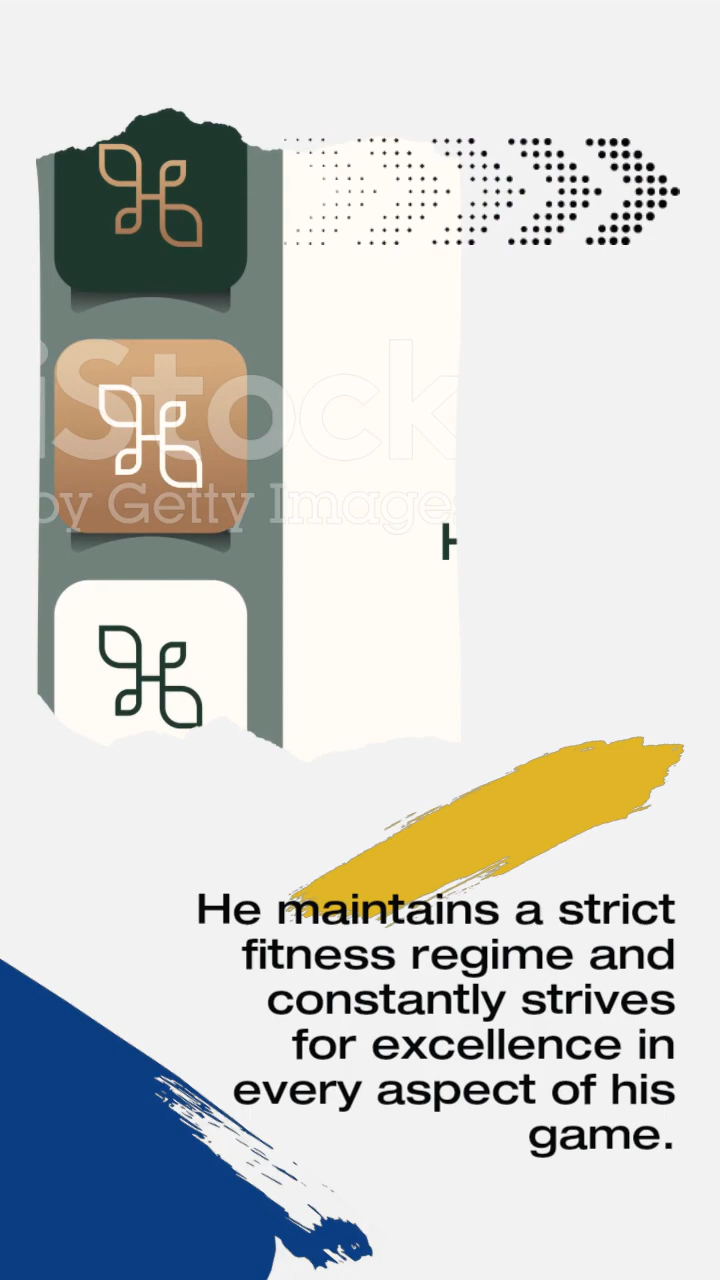 iStock
by Getty Images
H
He maintains a strict
fitness regime and
constantly strives
for excellence in
every aspect of his
game.